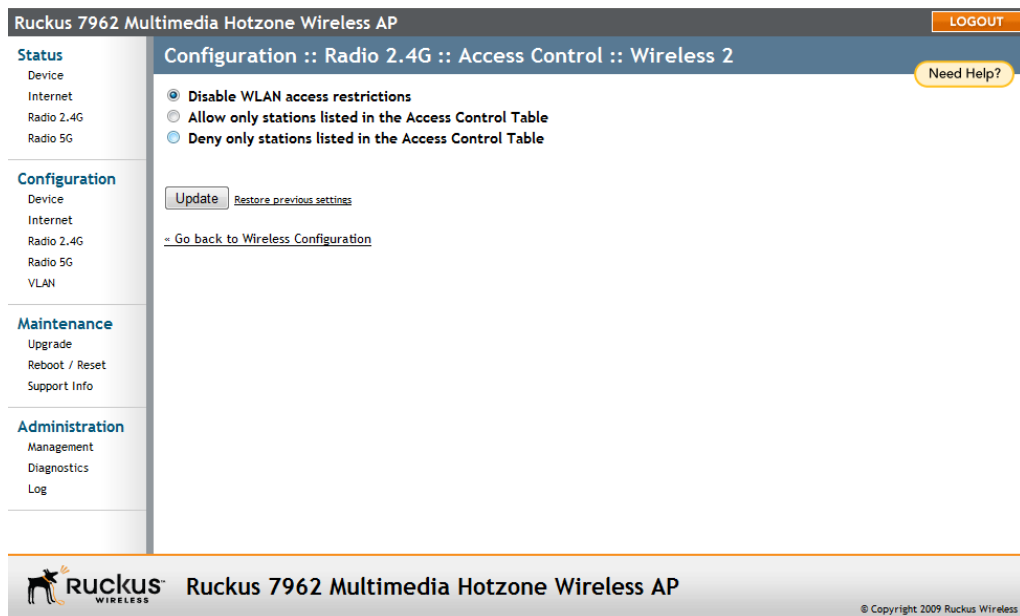 Ruckus 7962 Multimedia Hotzone Wireless AP
LOGOUT
Status
Device
Internet
Radio 2.4G
Radio 5G
Configuration
Device
Internet
Radio 2.4G
Radio 5G
VLAN
Maintenance
Upgrade
Reboot / Reset
Support Info
Administration
Management
Diagnostics
Log
Configuration :: Radio 2.4G :: Access Control :: Wireless 2
Need Help?
Disable WLAN access restrictions
Allow only stations listed in the Access Control Table
Deny only stations listed in the Access Control Table
Update Restore previous settings
« Go back to Wireless Configuration
Ruckus™
WIRELESS
Ruckus 7962 Multimedia Hotzone Wireless AP
© Copyright 2009 Ruckus Wireless